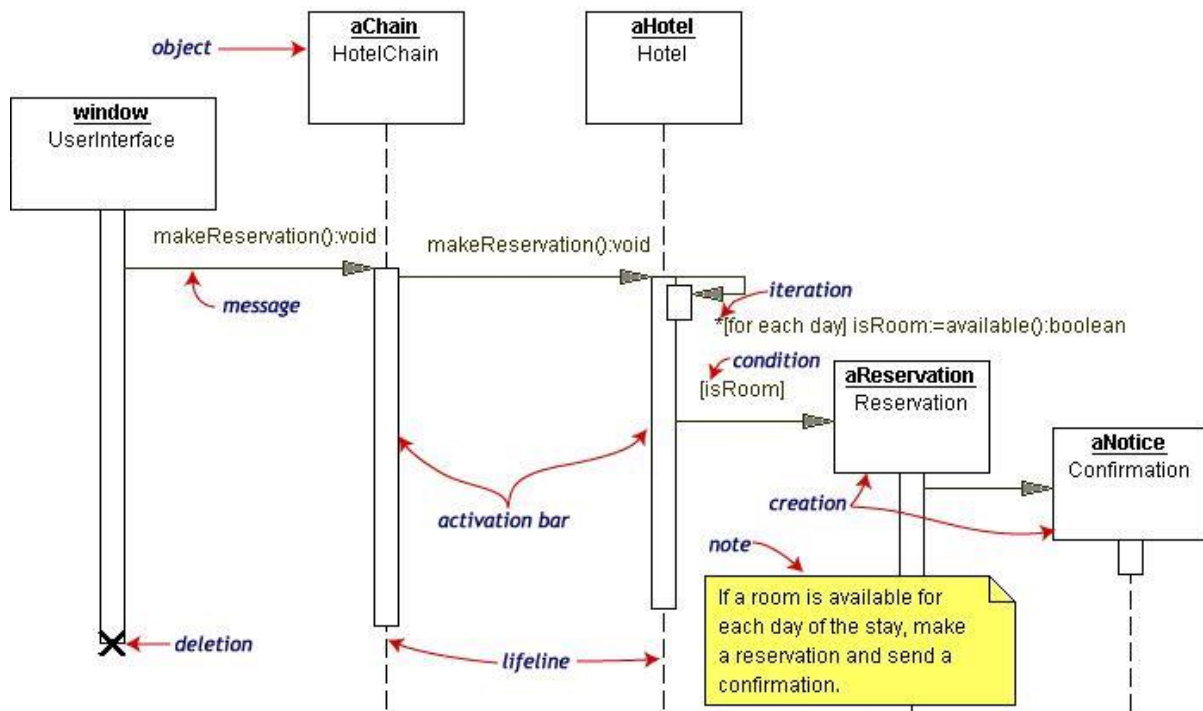 object
aChain
HotelChain
aHotel
Hotel
window
UserInterface
makeReservation():void
makeReservation():void
message
iteration
*[for each day] isRoom:=available():boolean
condition
[isRoom]
aReservation
Reservation
aNotice
Confirmation
activation bar
creation
note
If a room is available for
each day of the stay, make
a reservation and send a
confirmation.
deletion
lifeline